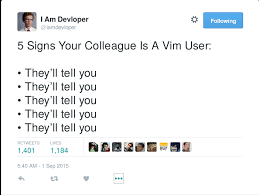 I Am Devloper
@iamdevloper
Following
5 Signs Your Colleague Is A Vim User:
• They'll tell you
• They'll tell you
• They'll tell you
• They'll tell you
• They'll tell you
RETWEETS LIKES
1,401 1,184
5:40 AM - 1 Sep 2015